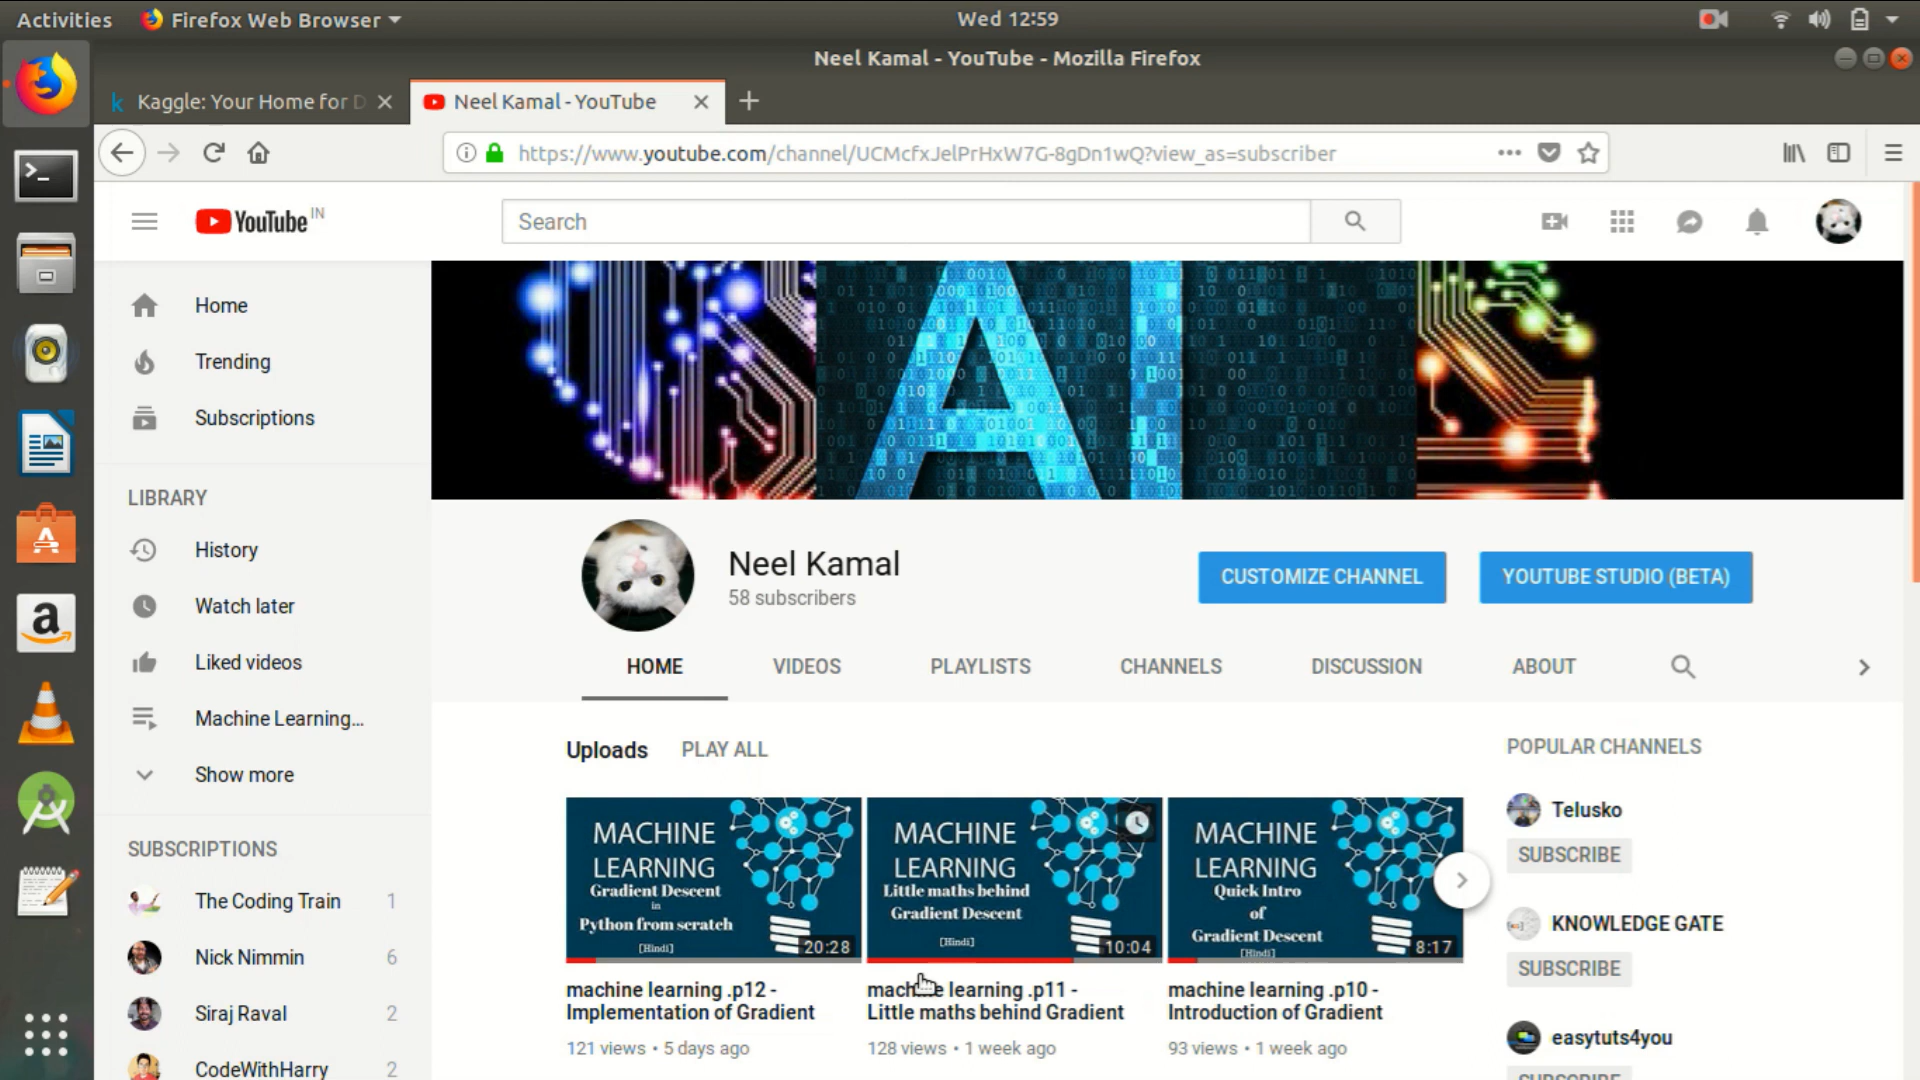 Activities
Firefox Web Browser
Wed 12:59
Neel Kamal - YouTube - Mozilla Firefox
Kaggle: Your Home for D
Neel Kamal - YouTube
https://www.youtube.com/channel/UCMcfxJelPrHxW7G-8gDn1wQ?view_as=subscriber
YouTube IN
Search
Home
Trending
Subscriptions
LIBRARY
History
Watch later
Liked videos
Machine Learning...
Show more
SUBSCRIPTIONS
The Coding Train 1
Nick Nimmin 6
Siraj Raval 2
CodeWithHarry 2
AI
Neel Kamal
58 subscribers
CUSTOMIZE CHANNEL
YOUTUBE STUDIO (BETA)
HOME
VIDEOS
PLAYLISTS
CHANNELS
DISCUSSION
ABOUT
Uploads
PLAY ALL
MACHINE
LEARNING
Gradient Descent
in
Python from scratch
[Hindi]
20:28
machine learning .p12 -
Implementation of Gradient
121 views • 5 days ago
MACHINE
LEARNING
Little maths behind
Gradient Descent
[Hindi]
10:04
machine learning .p11 -
Little maths behind Gradient
128 views • 1 week ago
MACHINE
LEARNING
Quick Intro
of
Gradient Descent
[Hindi]
8:17
machine learning .p10 -
Introduction of Gradient
93 views • 1 week ago
POPULAR CHANNELS
Telusko
SUBSCRIBE
KNOWLEDGE GATE
SUBSCRIBE
easytuts4you
SUBSCRIBE